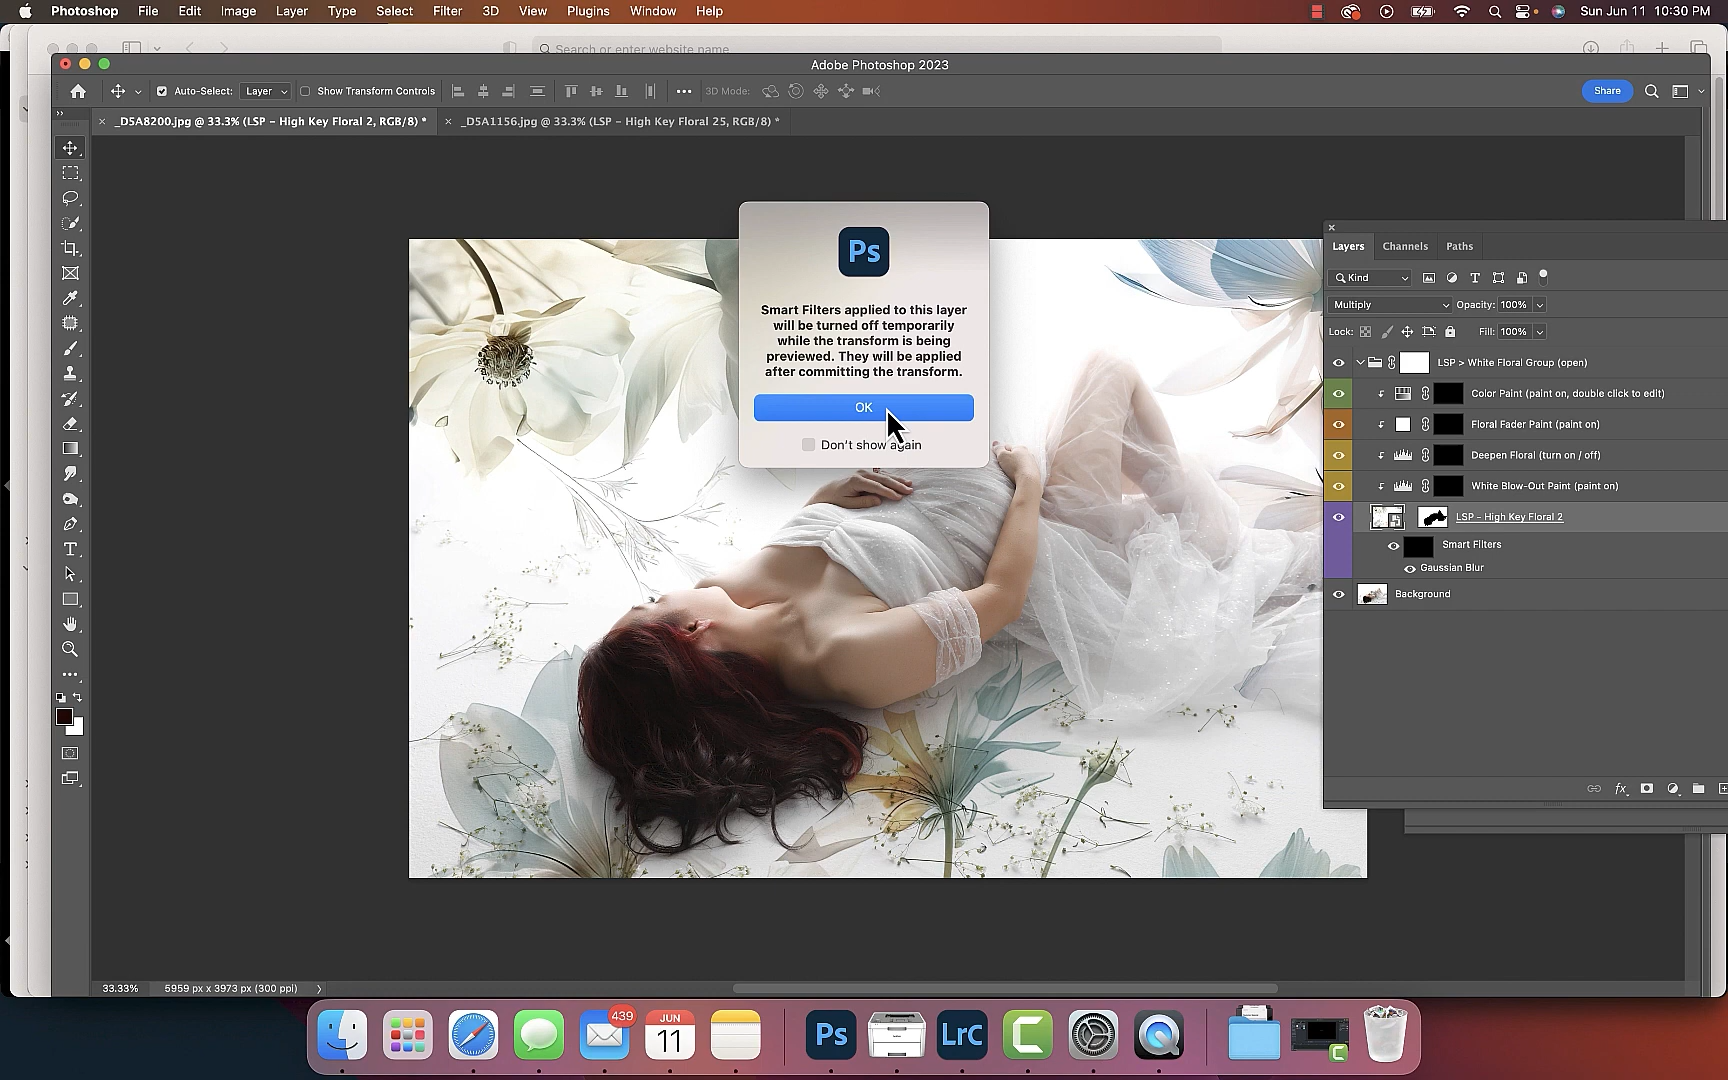 Photoshop File Edit Image Layer Type Select Filter 3D View Plugins Window Help Sun Jun 11 10:30 PM
Search or enter website name
Adobe Photoshop 2023
Auto-Select: Layer Show Transform Controls 3D Mode: Share
_D5A8200.jpg @ 33.3% (LSP - High Key Floral 2, RGB/8) *
_D5A1156.jpg @ 33.3% (LSP - High Key Floral 25, RGB/8) *
Ps
Smart Filters applied to this layer
will be turned off temporarily
while the transform is being
previewed. They will be applied
after committing the transform.
OK
Don't show again
Layers Channels Paths
Kind
Multiply Opacity: 100%
Lock: Fill: 100%
LSP > White Floral Group (open)
Color Paint (paint on, double click to edit)
Floral Fader Paint (paint on)
Deepen Floral (turn on / off)
White Blow-Out Paint (paint on)
LSP - High Key Floral 2
Smart Filters
Gaussian Blur
Background
fx
33.33% 5959 px x 3973 px (300 ppi)
439
JUN
11
Ps
LrC